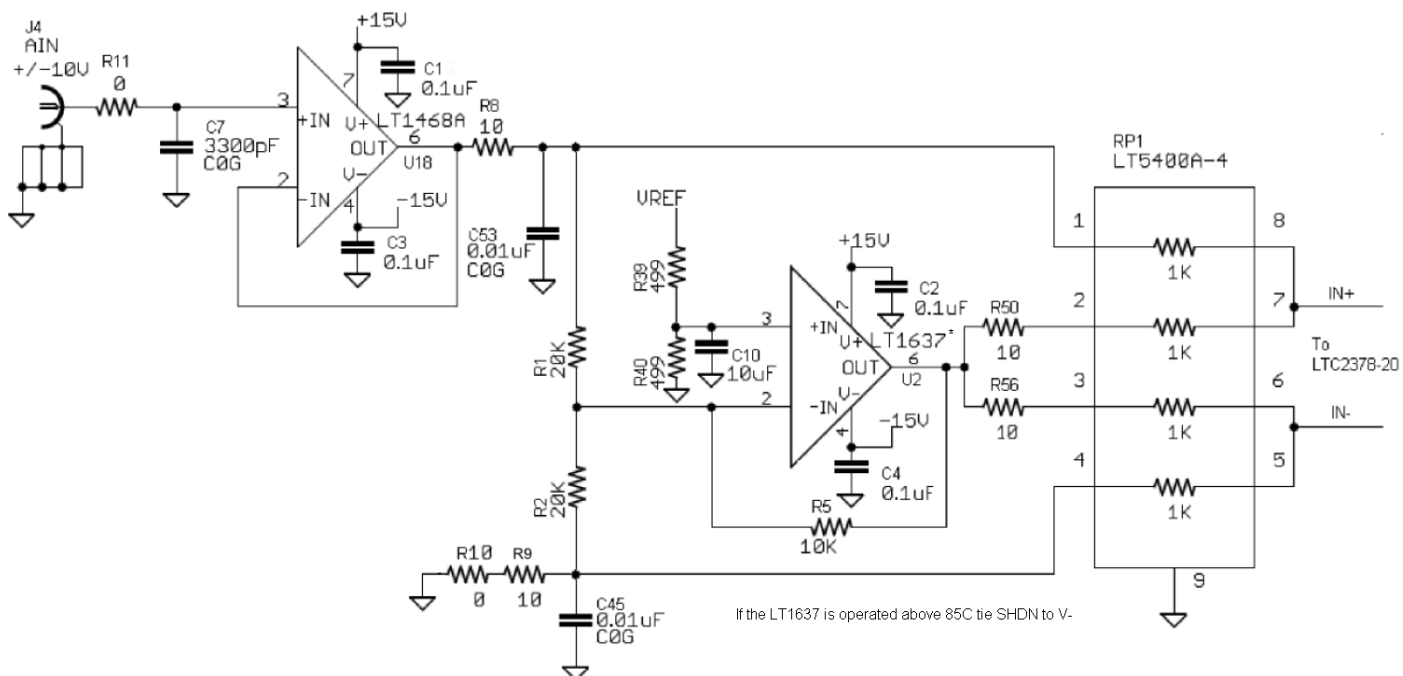 J4
AIN
+/-10V
R11
0
C7
3300pF
C0G
3
+IN
2
-IN
7
V+
+15V
C1
0.1uF
LT1468A
OUT
6
U18
V-
4
-15V
C3
0.1uF
R8
10
C53
0.01uF
C0G
VREF
R39
499
R40
499
C10
10uF
R1
20K
R2
20K
3
+IN
2
-IN
+15V
7
V+
C2
0.1uF
LT1637*
OUT
6
U2
V-
4
-15V
C4
0.1uF
R5
10K
R50
10
R56
10
RP1
LT5400A-4
1
8
1K
2
7
1K
3
6
1K
4
5
1K
9
IN+
To
LTC2378-20
IN-
R10
0
R9
10
C45
0.01uF
C0G
If the LT1637 is operated above 85C tie SHDN to V-